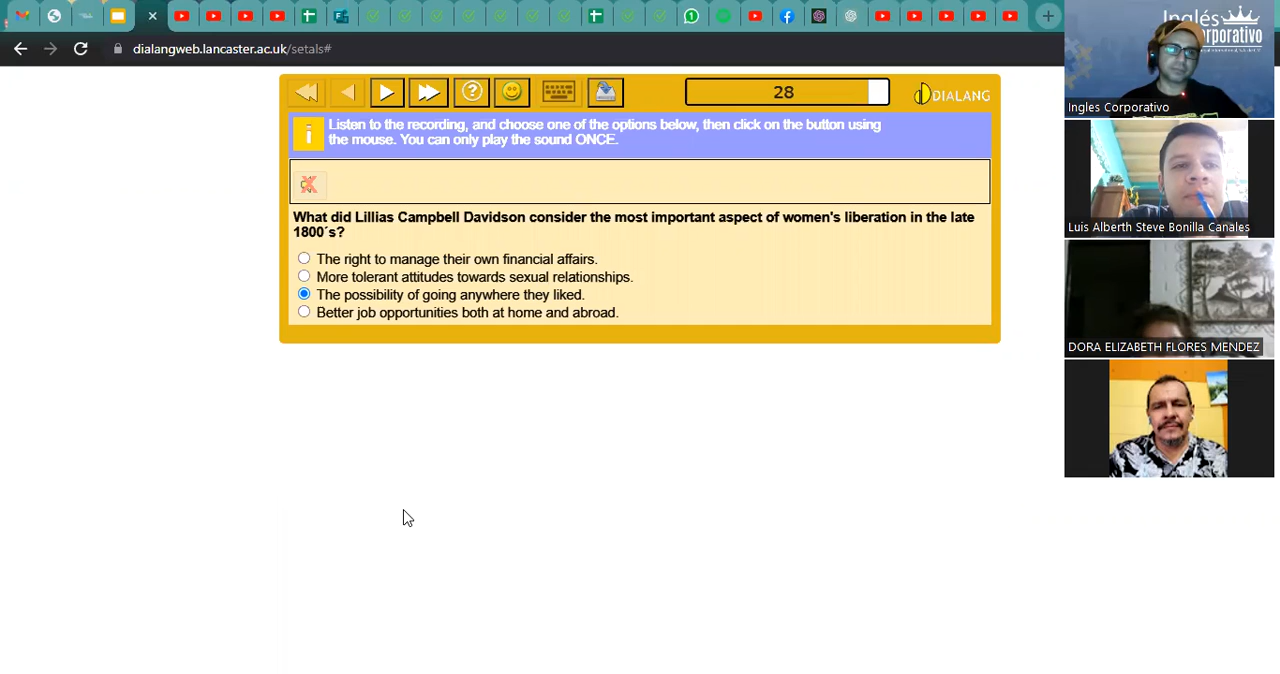 dialangweb.lancaster.ac.uk/setals#
28
DIALANG
i
Listen to the recording, and choose one of the options below, then click on the button using
the mouse. You can only play the sound ONCE.
What did Lillias Campbell Davidson consider the most important aspect of women's liberation in the late
1800´s?
The right to manage their own financial affairs.
More tolerant attitudes towards sexual relationships.
The possibility of going anywhere they liked.
Better job opportunities both at home and abroad.
Inglés
orporativo
Ingles Corporativo
Luis Alberth Steve Bonilla Canales
DORA ELIZABETH FLORES MENDEZ